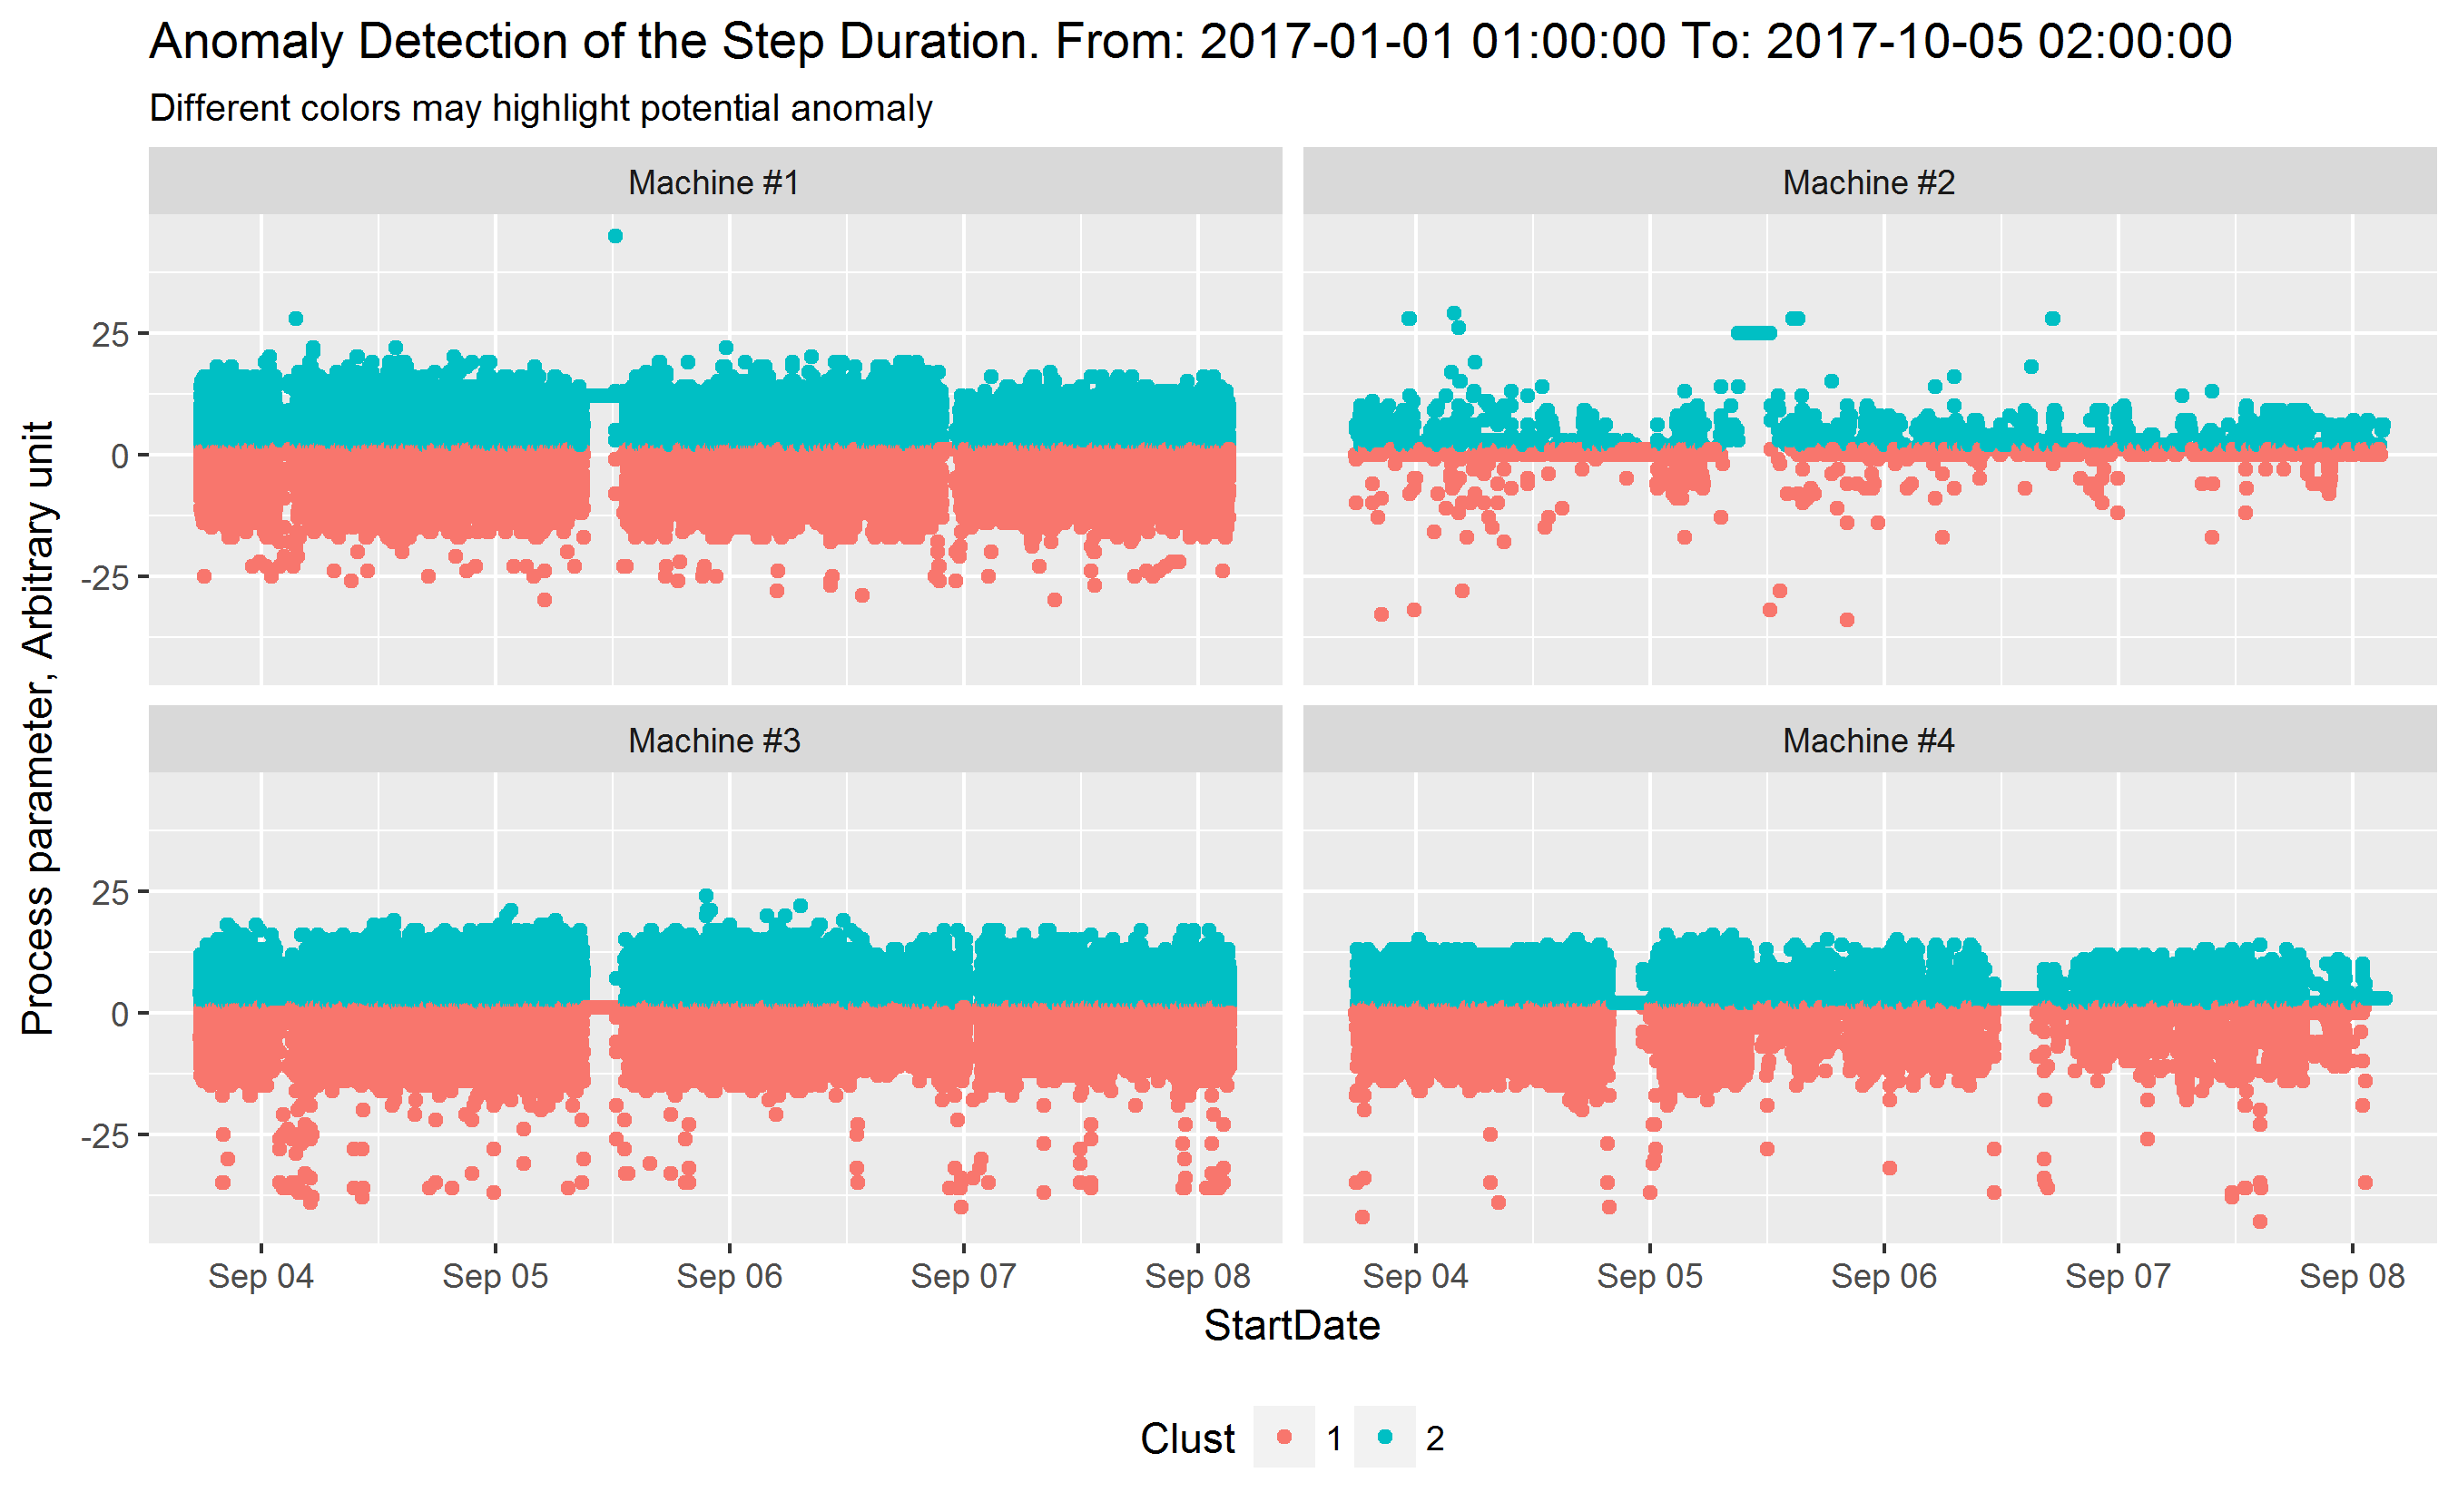 Anomaly Detection of the Step Duration. From: 2017-01-01 01:00:00 To: 2017-10-05 02:00:00
Different colors may highlight potential anomaly
Machine #1
Machine #2
25
0
-25
Process parameter, Arbitrary unit
Machine #3
Machine #4
25
0
-25
Sep 04
Sep 05
Sep 06
Sep 07
Sep 08
Sep 04
Sep 05
Sep 06
Sep 07
Sep 08
StartDate
Clust
1
2